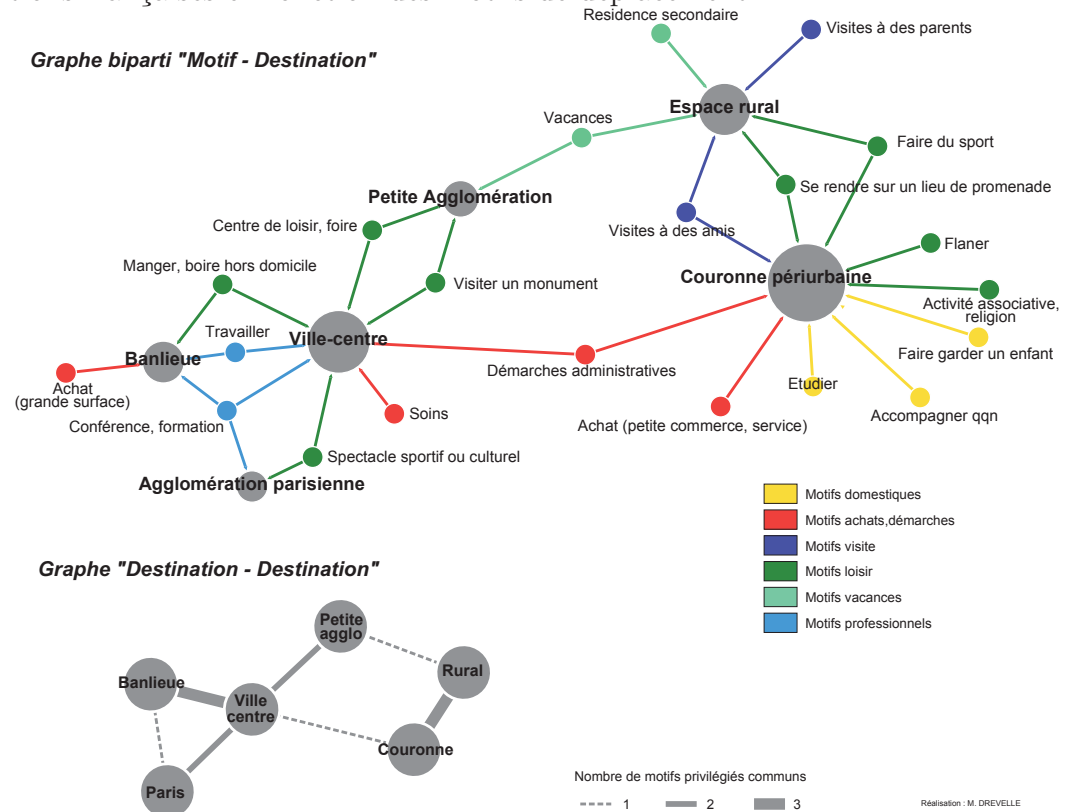 Residence secondaire
Visites à des parents
Graphe biparti "Motif - Destination"
Espace rural
Vacances
Faire du sport
Se rendre sur un lieu de promenade
Petite Agglomération
Centre de loisir, foire
Visites à des amis
Flaner
Manger, boire hors domicile
Couronne périurbaine
Visiter un monument
Activité associative,
religion
Travailler
Ville-centre
Banlieue
Faire garder un enfant
Démarches administratives
Achat
(grande surface)
Etudier
Accompagner qqn
Soins
Conférence, formation
Achat (petite commerce, service)
Spectacle sportif ou culturel
Agglomération parisienne
Motifs domestiques
Motifs achats,démarches
Motifs visite
Motifs loisir
Motifs vacances
Motifs professionnels
Graphe "Destination - Destination"
Petite
agglo
Rural
Banlieue
Ville
centre
Couronne
Paris
Nombre de motifs privilégiés communs
1
2
3
Réalisation : M. DREVELLE